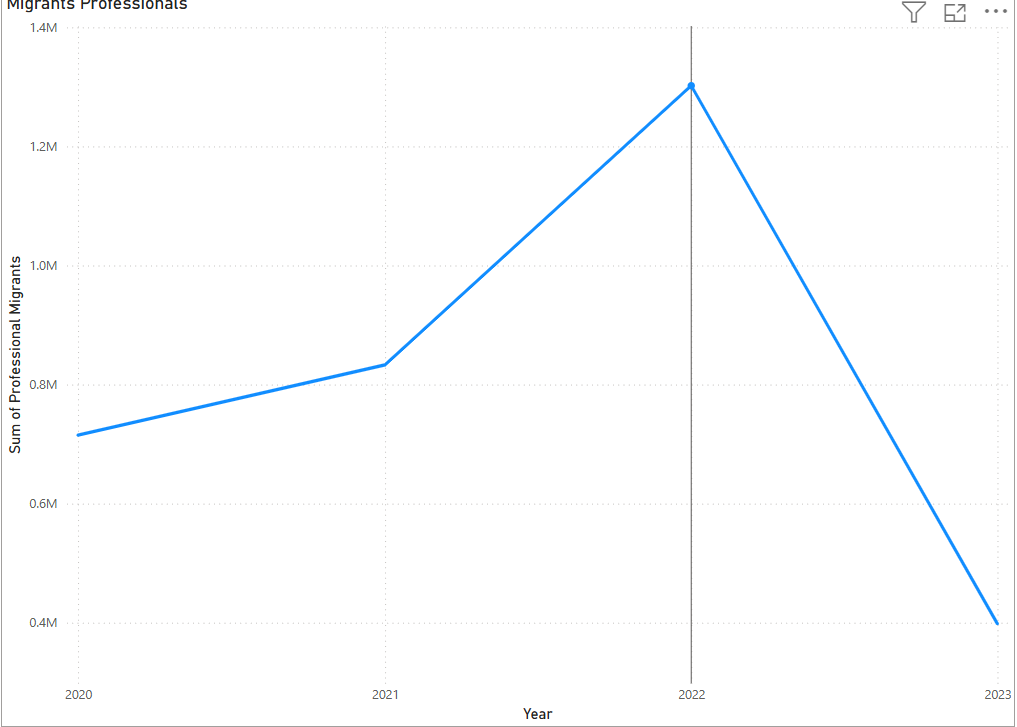 Migrants Professionals
1.4M
1.2M
1.0M
0.8M
0.6M
0.4M
Sum of Professional Migrants
2020 2021 2022 2023
Year